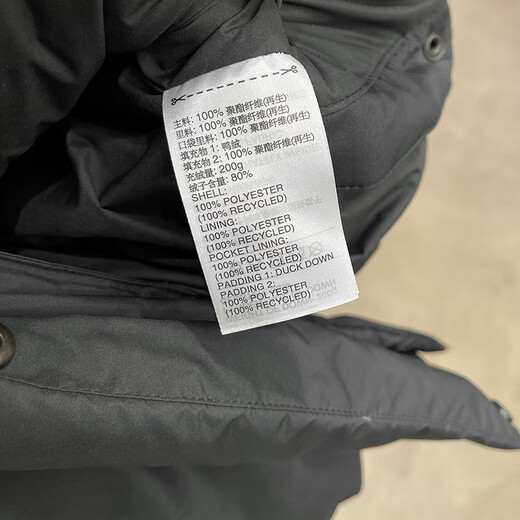 主料: 100% 聚酯纤维(再生)
里料: 100% 聚酯纤维(再生)
口袋里料: 100% 聚酯纤维(再生)
填充物 1: 鸭绒
填充物 2: 100% 聚酯纤维(再生)
充绒量: 200g
绒子含量: 80%
SHELL:
100% POLYESTER
(100% RECYCLED)
LINING:
100% POLYESTER
(100% RECYCLED)
POCKET LINING:
100% POLYESTER
(100% RECYCLED)
PADDING 1: DUCK DOWN
PADDING 2:
100% POLYESTER
(100% RECYCLED)